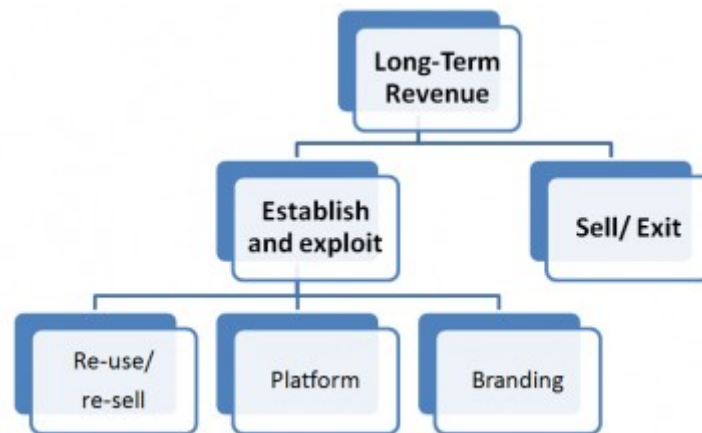 Long-Term
Revenue
Establish
and exploit
Sell/ Exit
Re-use/
re-sell
Platform
Branding